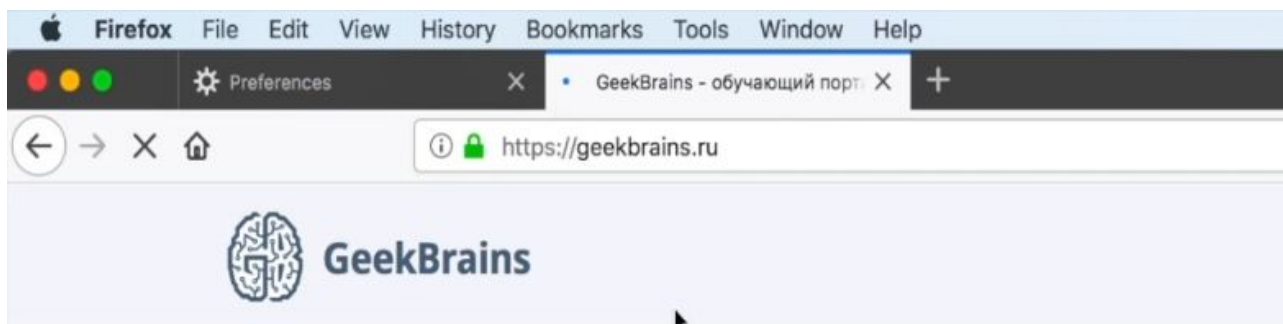 Firefox File Edit View History Bookmarks Tools Window Help
Preferences GeekBrains - обучающий порт
https://geekbrains.ru
GeekBrains